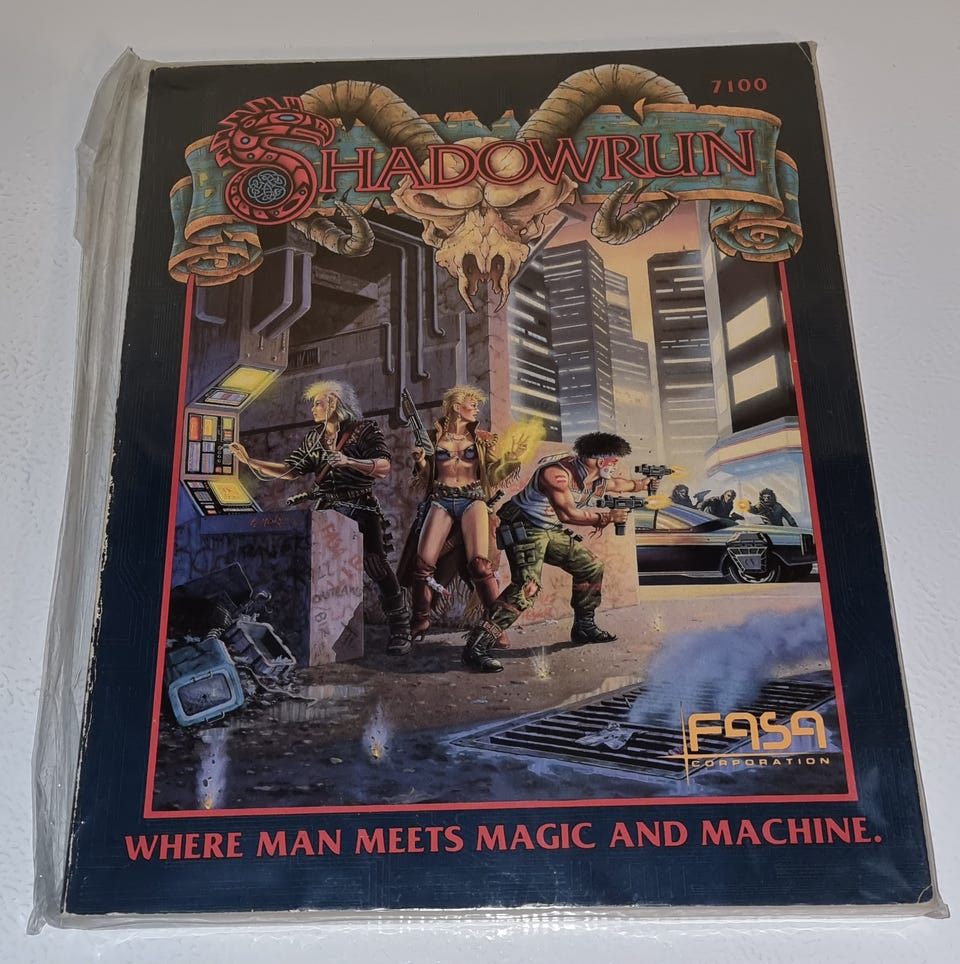 7100
SHADOWRUN
FASA
CORPORATION
WHERE MAN MEETS MAGIC AND MACHINE.